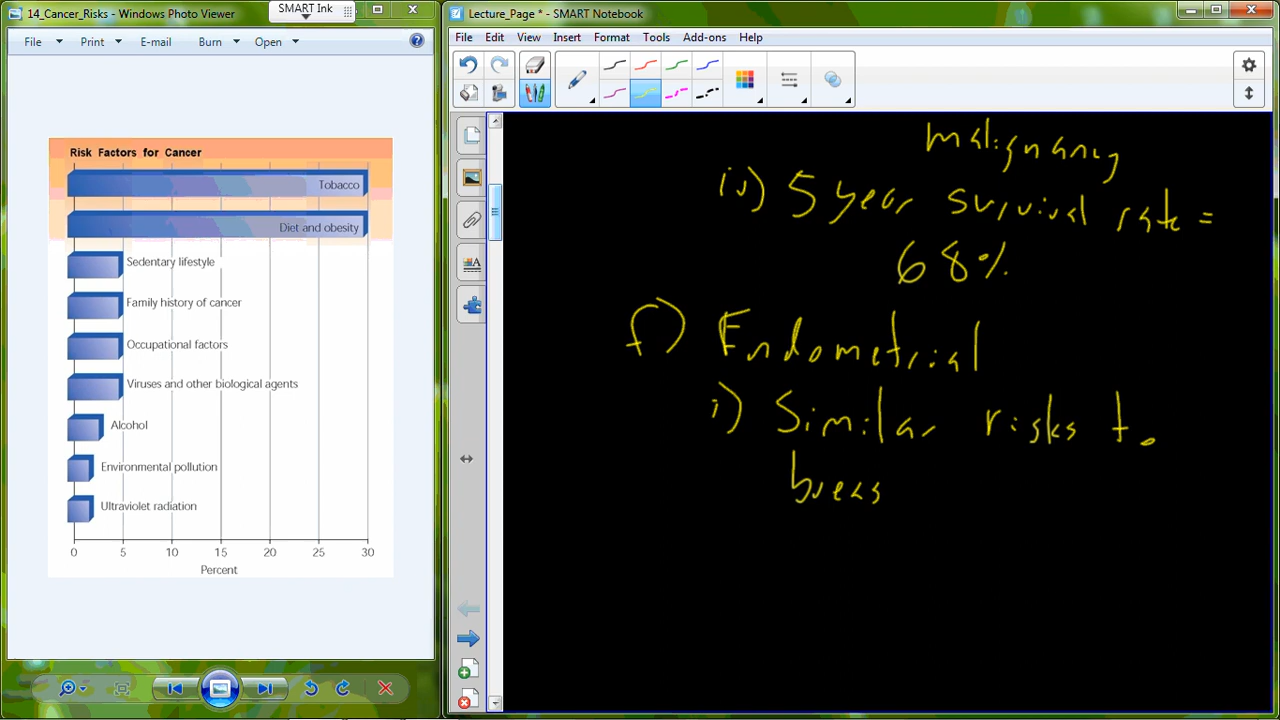 14_Cancer_Risks - Windows Photo Viewer
SMART Ink
File Print E-mail Burn Open
Risk Factors for Cancer
Tobacco
Diet and obesity
Sedentary lifestyle
Family history of cancer
Occupational factors
Viruses and other biological agents
Alcohol
Environmental pollution
Ultraviolet radiation
0 5 10 15 20 25 30
Percent
Lecture_Page * - SMART Notebook
File Edit View Insert Format Tools Add-ons Help
malignancy
iv) 5 year survival rate =
68%
f) Endometrial
i) Similar risks to
breas